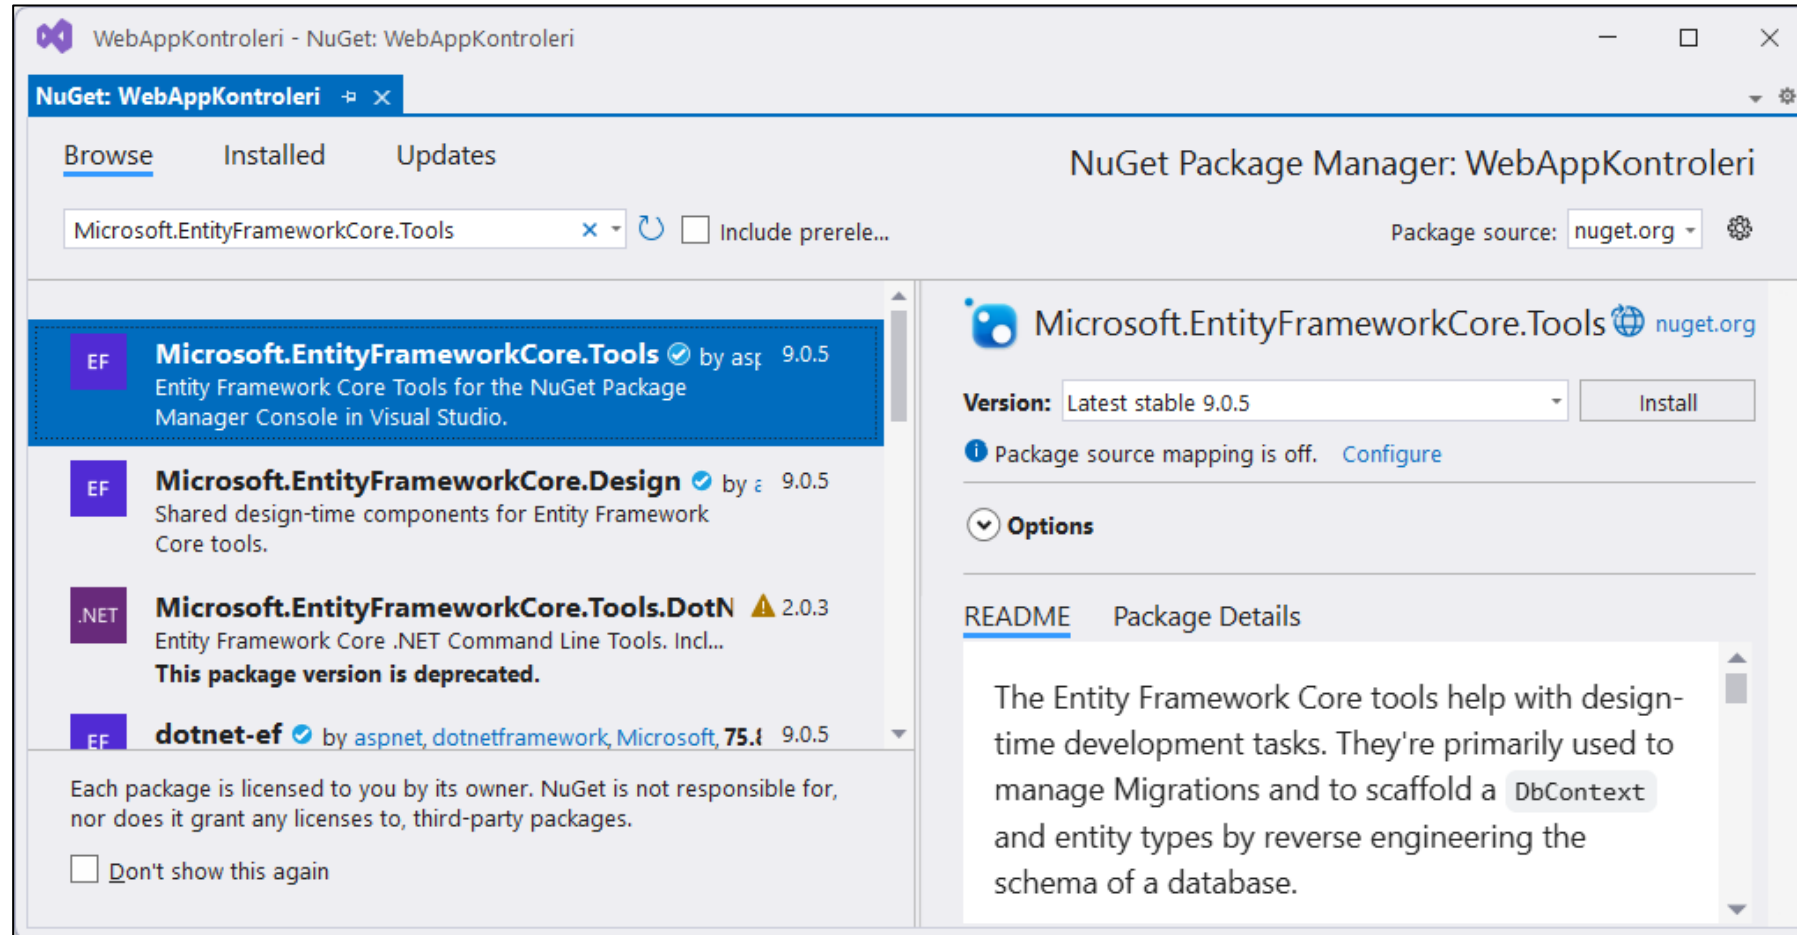 WebAppKontroleri - NuGet: WebAppKontroleri
NuGet: WebAppKontroleri
Browse Installed Updates
NuGet Package Manager: WebAppKontroleri
Microsoft.EntityFrameworkCore.Tools
Include prerele...
Package source: nuget.org
EF
Microsoft.EntityFrameworkCore.Tools by 9.0.5
Entity Framework Core Tools for the NuGet Package
Manager Console in Visual Studio.
EF
Microsoft.EntityFrameworkCore.Design by 9.0.5
Shared design-time components for Entity Framework
Core tools.
.NET
Microsoft.EntityFrameworkCore.Tools.DotN 2.0.3
Entity Framework Core .NET Command Line Tools. Incl...
This package version is deprecated.
EF
dotnet-ef by aspnet, dotnetframework, Microsoft, 9.0.5
Each package is licensed to you by its owner. NuGet is not responsible for,
nor does it grant any licenses to, third-party packages.
Don't show this again
Microsoft.EntityFrameworkCore.Tools nuget.org
Version: Latest stable 9.0.5 Install
Package source mapping is off. Configure
Options
README Package Details
The Entity Framework Core tools help with design-
time development tasks. They're primarily used to
manage Migrations and to scaffold a DbContext
and entity types by reverse engineering the
schema of a database.